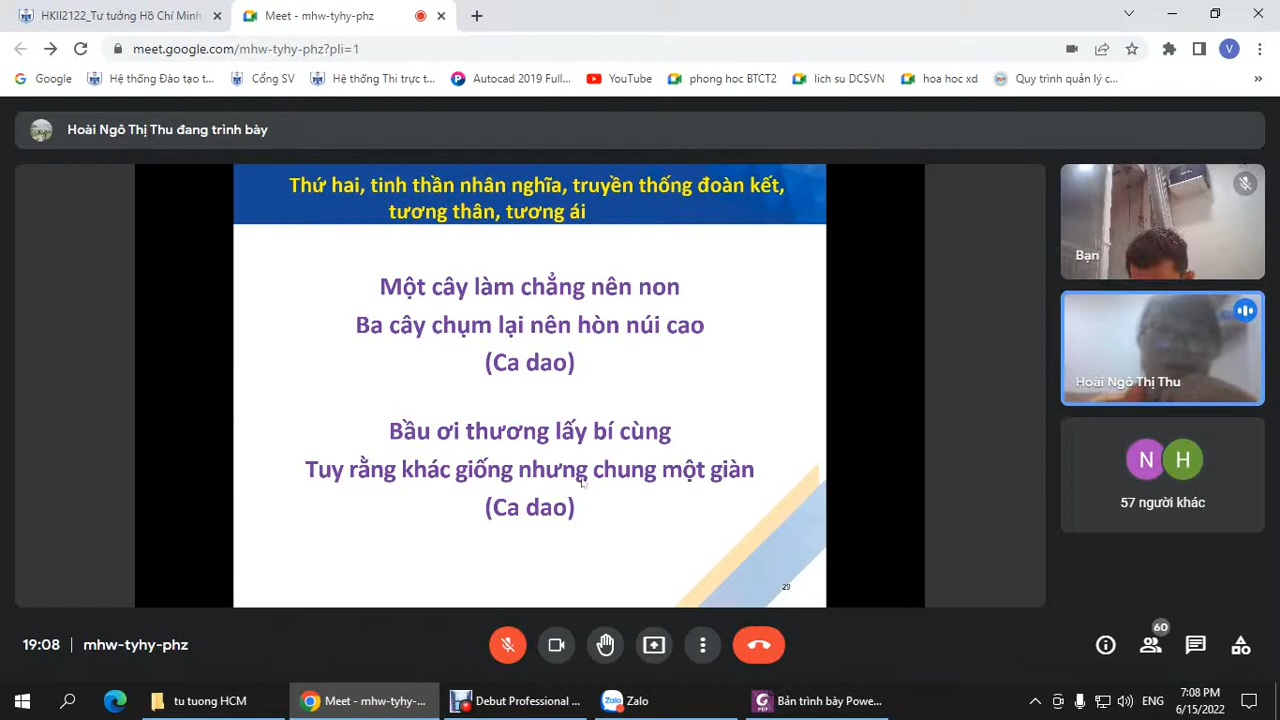 HKII2122_Tư tưởng Hồ Chí Minh_
Meet - mhw-tyhy-phz
meet.google.com/mhw-tyhy-phz?pli=1
V
Google
Hệ thống Đào tạo t...
Cổng SV
Hệ thống Thi trực t...
Autocad 2019 Full...
YouTube
phong học BTCT2
lich su DCSVN
hoa hoc xd
Quy trình quản lý c...
»
Hoài Ngô Thị Thu đang trình bày
Thứ hai, tinh thần nhân nghĩa, truyền thống đoàn kết,
tương thân, tương ái
Một cây làm chẳng nên non
Ba cây chụm lại nên hòn núi cao
(Ca dao)
Bầu ơi thương lấy bí cùng
Tuy rằng khác giống nhưng chung một giàn
(Ca dao)
29
Bạn
Hoài Ngô Thị Thu
N H
57 người khác
19:08 mhw-tyhy-phz
60
tu tuong HCM
Meet - mhw-tyhy-...
Debut Professional ...
Zalo
Bản trình bày Powe...
ENG
7:08 PM
6/15/2022